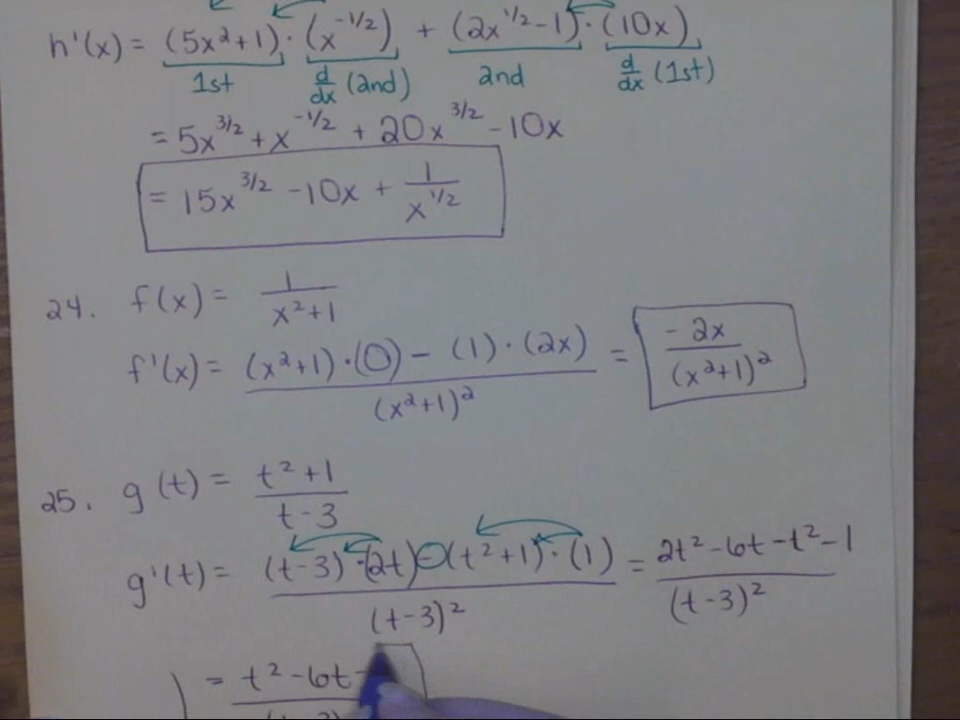 h'(x) = (5x²+1)·(x^-1/2) + (2x^1/2-1)·(10x)
1st d/dx (2nd) 2nd d/dx (1st)
= 5x^3/2 + x^-1/2 + 20x^3/2 - 10x
= 15x^3/2 - 10x + 1/x^1/2
24. f(x) = 1/(x²+1)
f'(x) = ((x²+1)·(0) - (1)·(2x))/(x²+1)² = -2x/(x²+1)²
25. g(t) = (t²+1)/(t-3)
g'(t) = ((t-3)·(2t)-(t²+1)·(1))/(t-3)² = (2t²-6t-t²-1)/(t-3)²
= t²-6t-